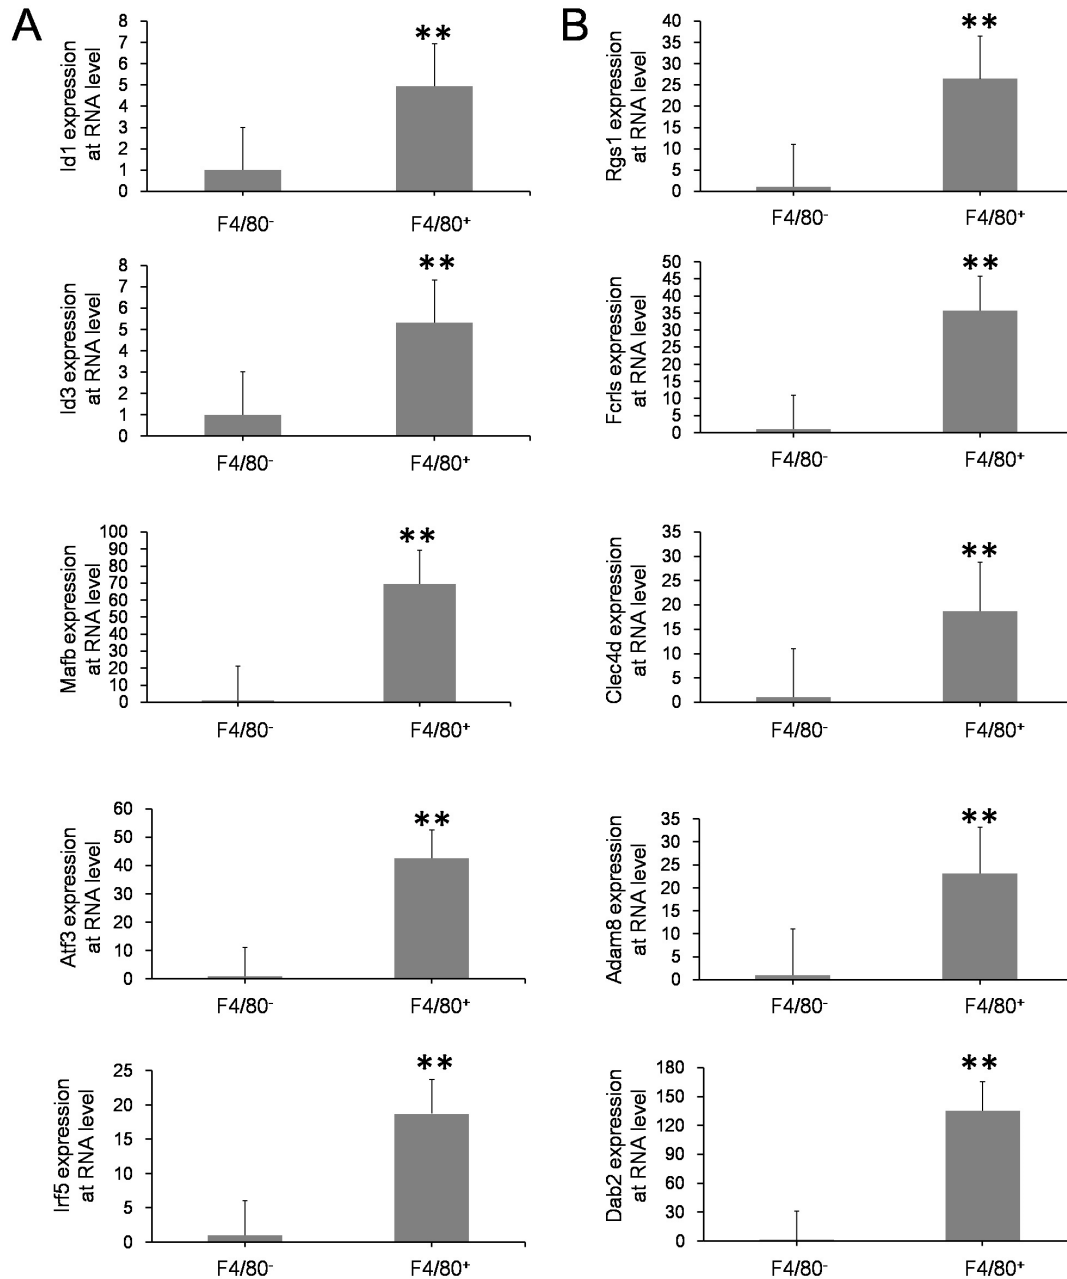 A
B
Id1 expression
at RNA level
8
7
6
5
4
3
2
1
0
**
F4/80-
F4/80+
Rgs1 expression
at RNA level
40
35
30
25
20
15
10
5
0
**
F4/80-
F4/80+
Id3 expression
at RNA level
8
7
6
5
4
3
2
1
0
**
F4/80-
F4/80+
Fcrls expression
at RNA level
50
45
40
35
30
25
20
15
10
5
0
**
F4/80-
F4/80+
Mafb expression
at RNA level
100
90
80
70
60
50
40
30
20
10
0
**
F4/80-
F4/80+
Clec4d expression
at RNA level
35
30
25
20
15
10
5
0
**
F4/80-
F4/80+
Atf3 expression
at RNA level
60
50
40
30
20
10
0
**
F4/80-
F4/80+
Adam8 expression
at RNA level
35
30
25
20
15
10
5
0
**
F4/80-
F4/80+
Irf5 expression
at RNA level
25
20
15
10
5
0
**
F4/80-
F4/80+
Dab2 expression
at RNA level
180
150
120
90
60
30
0
**
F4/80-
F4/80+